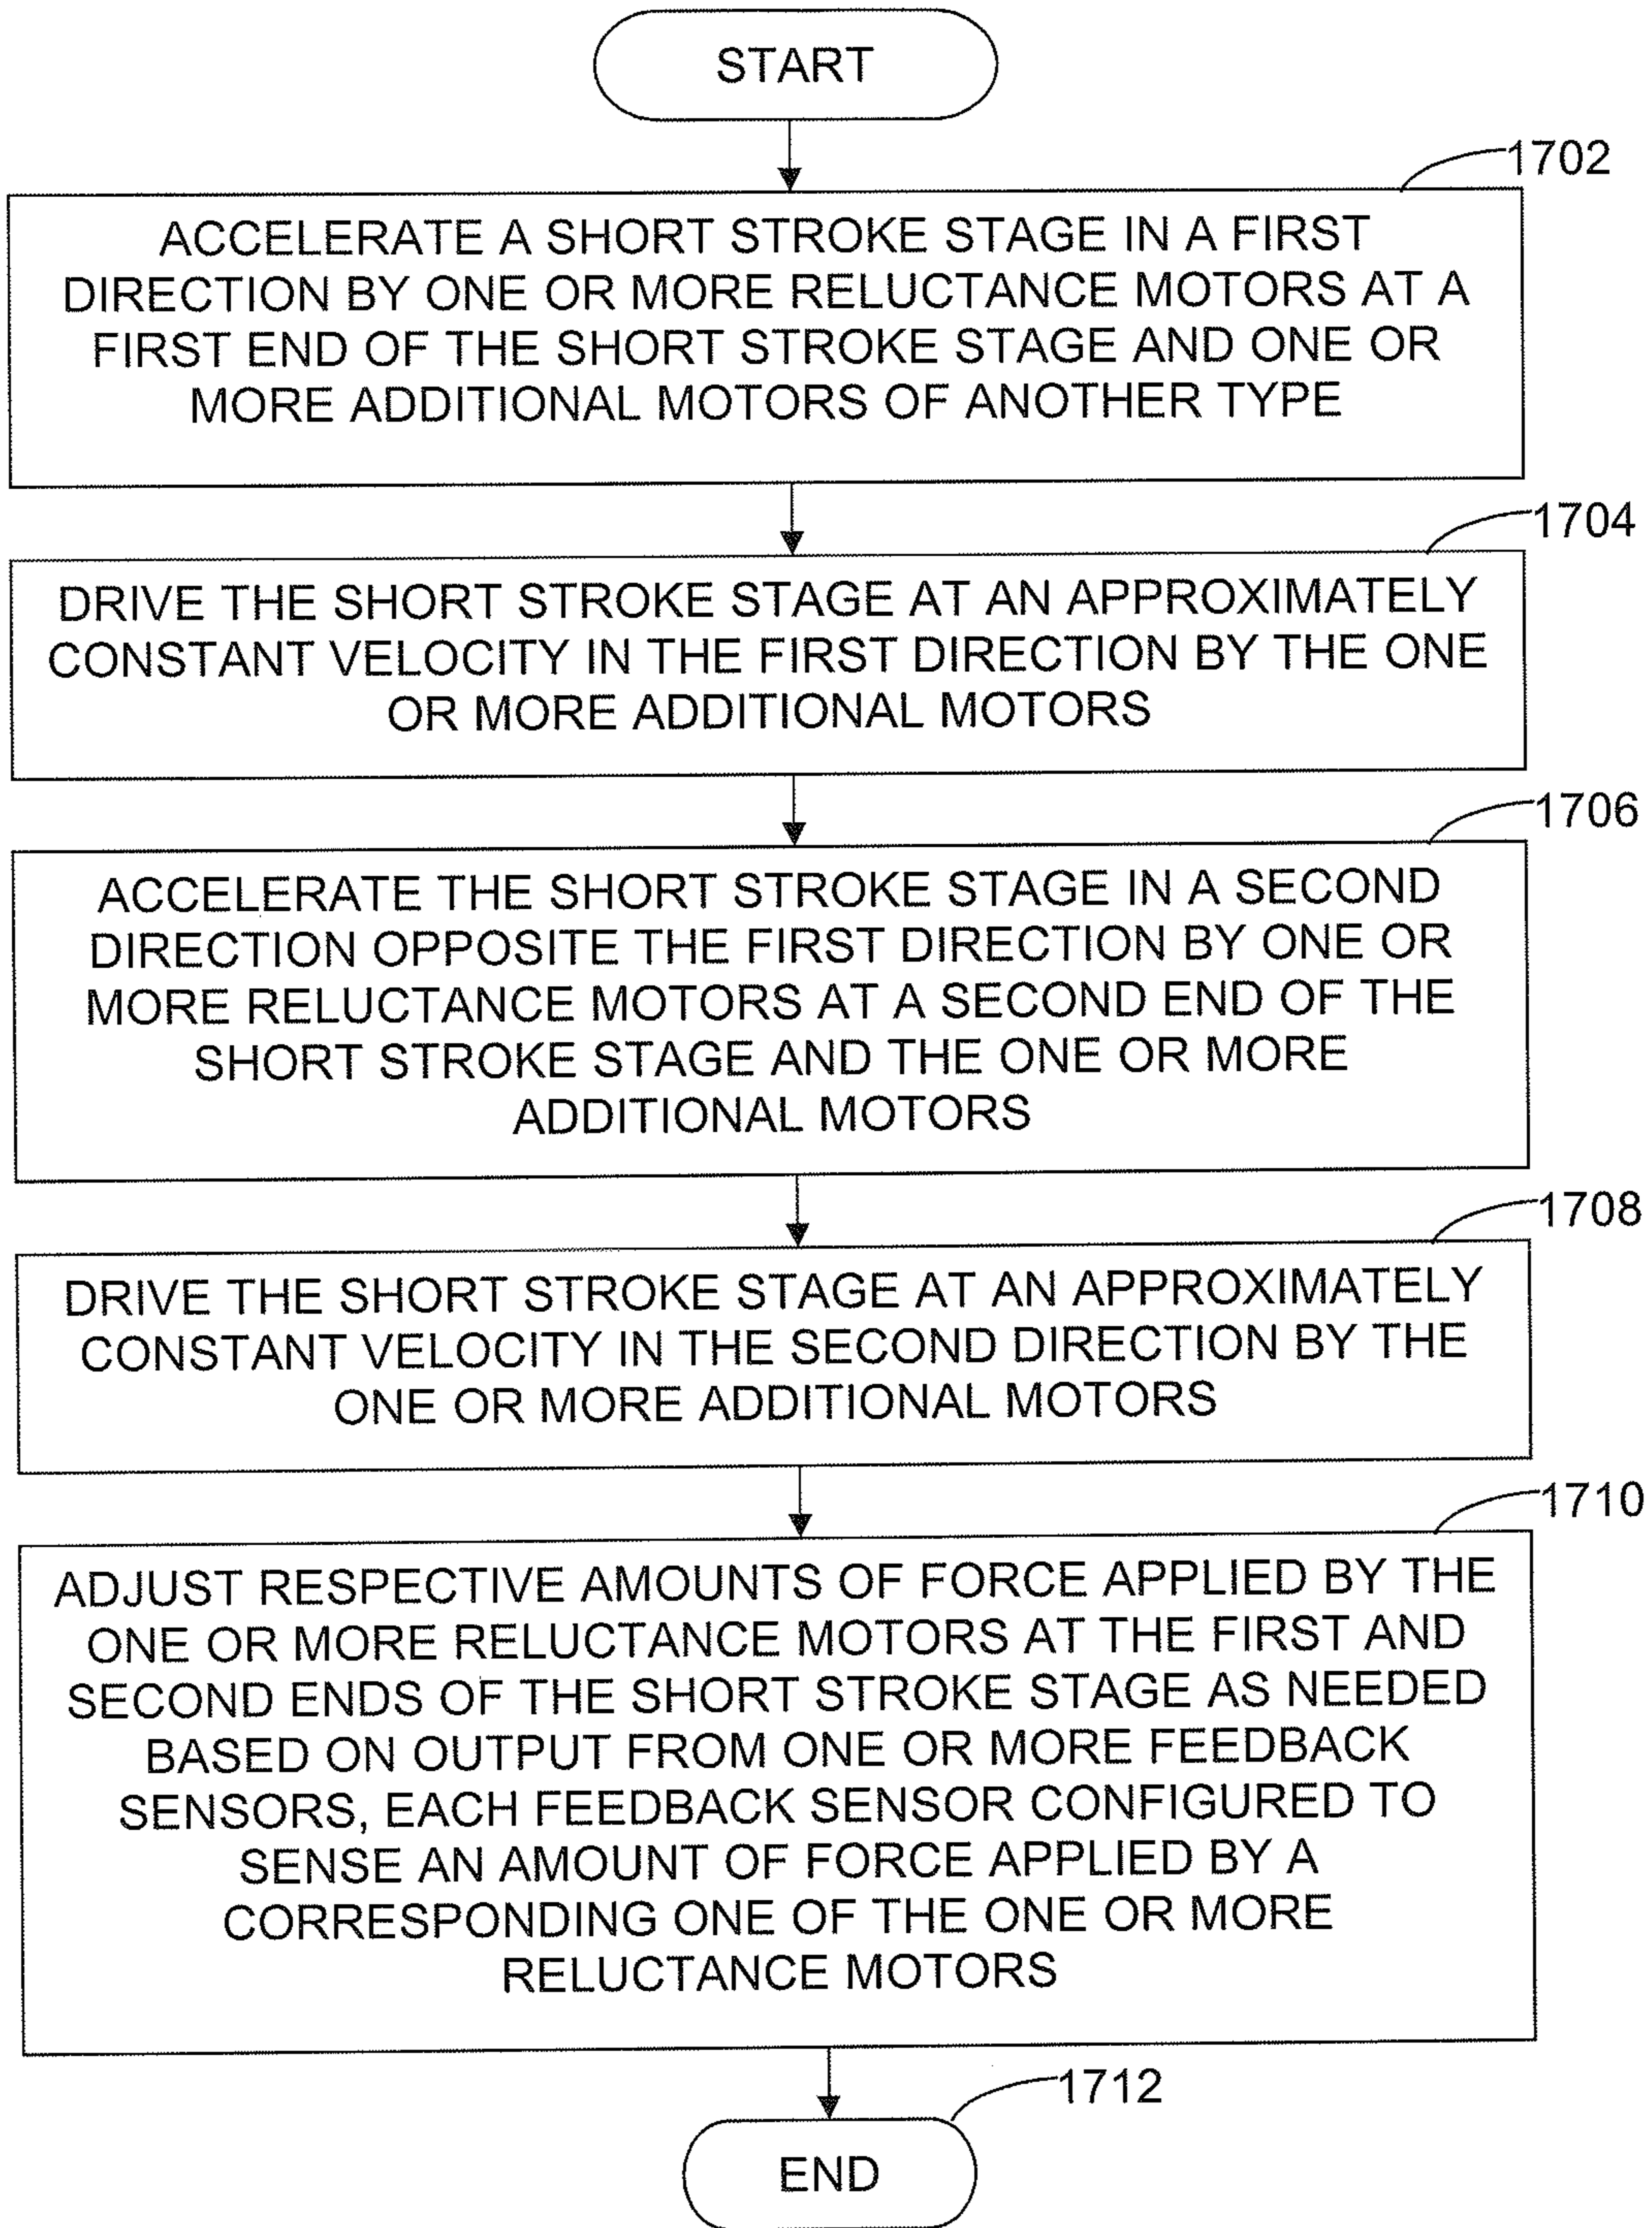 START
1702
ACCELERATE A SHORT STROKE STAGE IN A FIRST
DIRECTION BY ONE OR MORE RELUCTANCE MOTORS AT A
FIRST END OF THE SHORT STROKE STAGE AND ONE OR
MORE ADDITIONAL MOTORS OF ANOTHER TYPE
1704
DRIVE THE SHORT STROKE STAGE AT AN APPROXIMATELY
CONSTANT VELOCITY IN THE FIRST DIRECTION BY THE ONE
OR MORE ADDITIONAL MOTORS
1706
ACCELERATE THE SHORT STROKE STAGE IN A SECOND
DIRECTION OPPOSITE THE FIRST DIRECTION BY ONE OR
MORE RELUCTANCE MOTORS AT A SECOND END OF THE
SHORT STROKE STAGE AND THE ONE OR MORE
ADDITIONAL MOTORS
1708
DRIVE THE SHORT STROKE STAGE AT AN APPROXIMATELY
CONSTANT VELOCITY IN THE SECOND DIRECTION BY THE
ONE OR MORE ADDITIONAL MOTORS
1710
ADJUST RESPECTIVE AMOUNTS OF FORCE APPLIED BY THE
ONE OR MORE RELUCTANCE MOTORS AT THE FIRST AND
SECOND ENDS OF THE SHORT STROKE STAGE AS NEEDED
BASED ON OUTPUT FROM ONE OR MORE FEEDBACK
SENSORS, EACH FEEDBACK SENSOR CONFIGURED TO
SENSE AN AMOUNT OF FORCE APPLIED BY A
CORRESPONDING ONE OF THE ONE OR MORE
RELUCTANCE MOTORS
1712
END